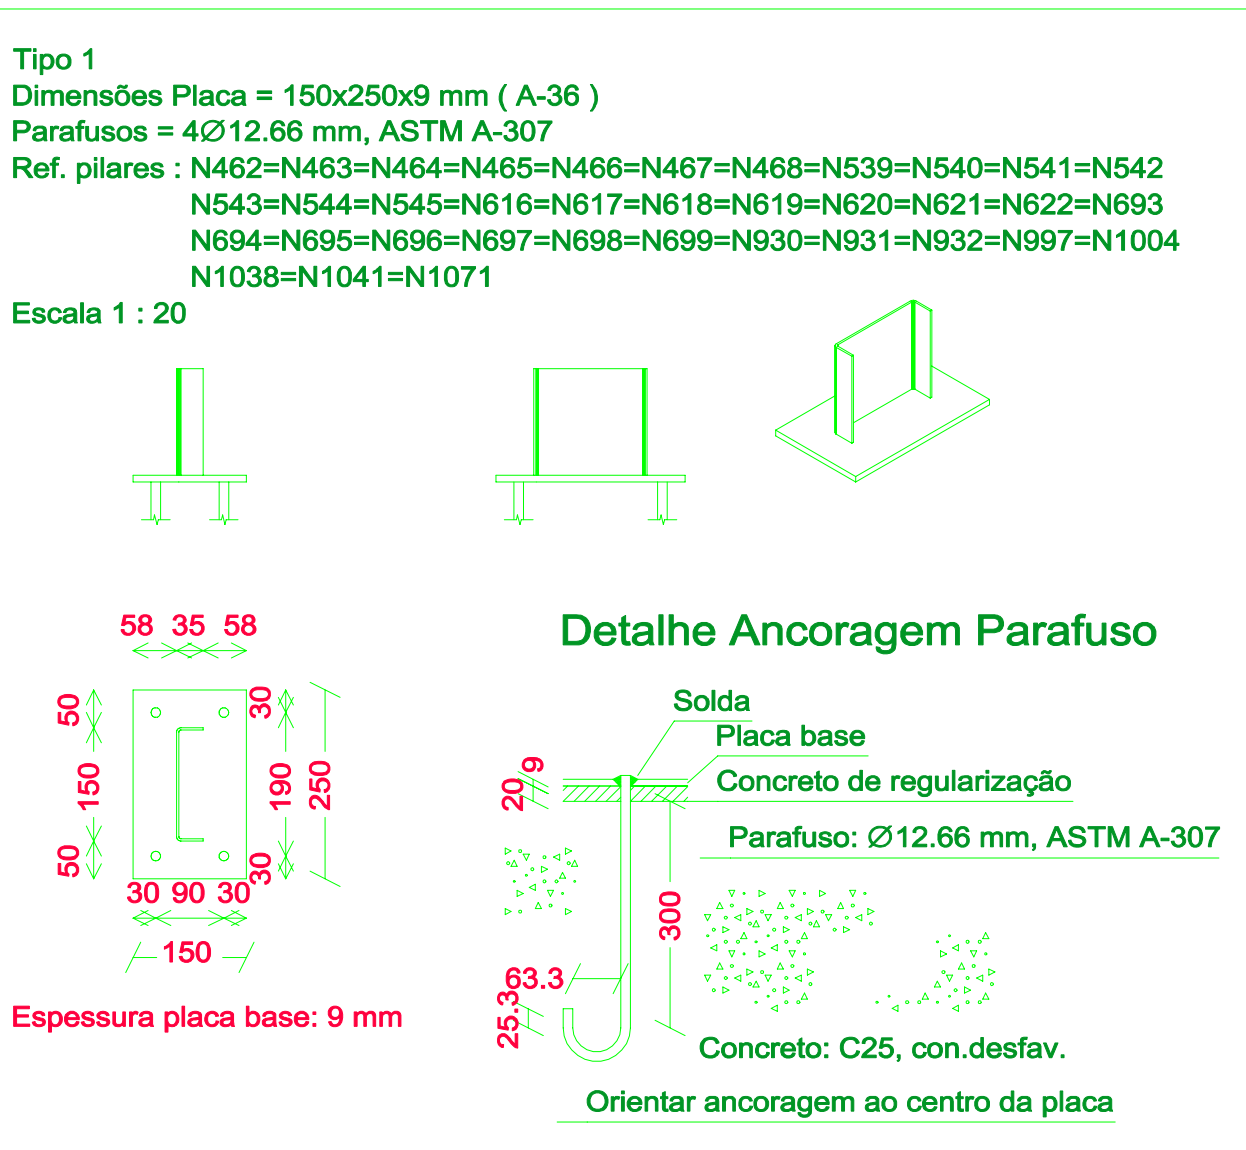 Tipo 1
Dimensões Placa = 150x250x9 mm ( A-36 )
Parafusos = 4∅12.66 mm, ASTM A-307
Ref. pilares : N462=N463=N464=N465=N466=N467=N468=N539=N540=N541=N542
N543=N544=N545=N616=N617=N618=N619=N620=N621=N622=N693
N694=N695=N696=N697=N698=N699=N930=N931=N932=N997=N1004
N1038=N1041=N1071
Escala 1 : 20
58 35 58
50
150
50
30
190
30
250
30 90 30
150
Espessura placa base: 9 mm
Detalhe Ancoragem Parafuso
Solda
Placa base
Concreto de regularização
Parafuso: ∅12.66 mm, ASTM A-307
9
20
300
63.3
25.3
Concreto: C25, con.desfav.
Orientar ancoragem ao centro da placa